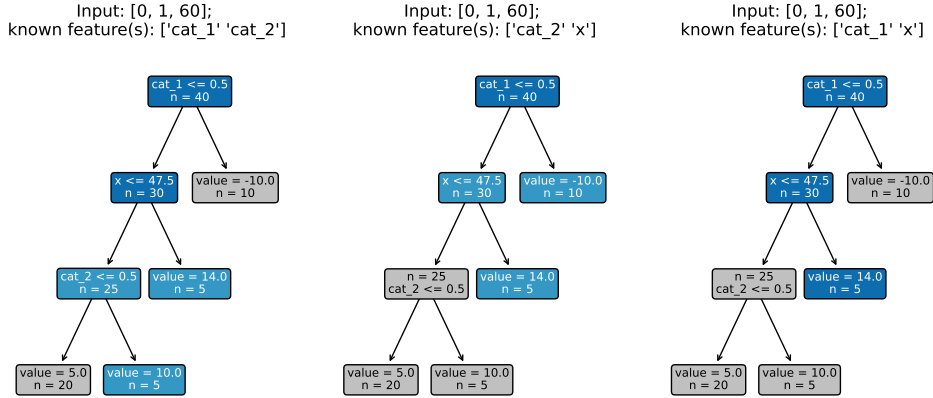 Input: [0, 1, 60];
known feature(s): ['cat_1' 'cat_2']
cat_1 <= 0.5
n = 40
x <= 47.5
n = 30
value = -10.0
n = 10
cat_2 <= 0.5
n = 25
value = 14.0
n = 5
value = 5.0
n = 20
value = 10.0
n = 5
Input: [0, 1, 60];
known feature(s): ['cat_2' 'x']
cat_1 <= 0.5
n = 40
x <= 47.5
n = 30
value = -10.0
n = 10
n = 25
cat_2 <= 0.5
value = 14.0
n = 5
value = 5.0
n = 20
value = 10.0
n = 5
Input: [0, 1, 60];
known feature(s): ['cat_1' 'x']
cat_1 <= 0.5
n = 40
x <= 47.5
n = 30
value = -10.0
n = 10
n = 25
cat_2 <= 0.5
value = 14.0
n = 5
value = 5.0
n = 20
value = 10.0
n = 5